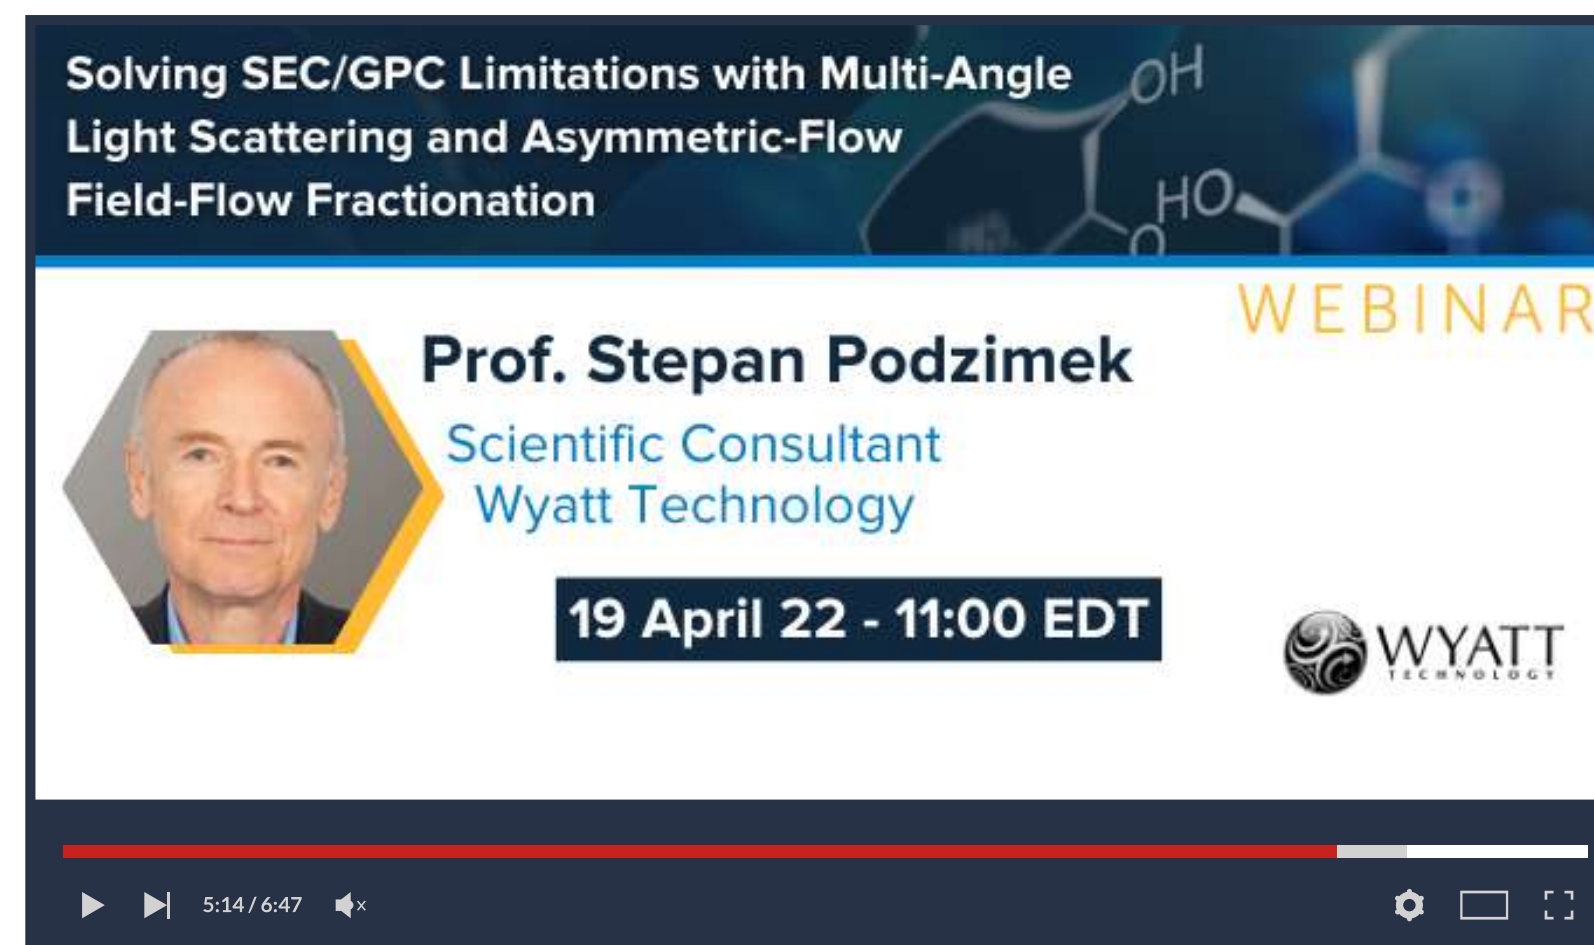 Solving SEC/GPC Limitations with Multi-Angle
Light Scattering and Asymmetric-Flow
Field-Flow Fractionation
OH
HO
O
WEBINAR
Prof. Stepan Podzimek
Scientific Consultant
Wyatt Technology
19 April 22 - 11:00 EDT
WYATT
TECHNOLOGY
5:14 / 6:47